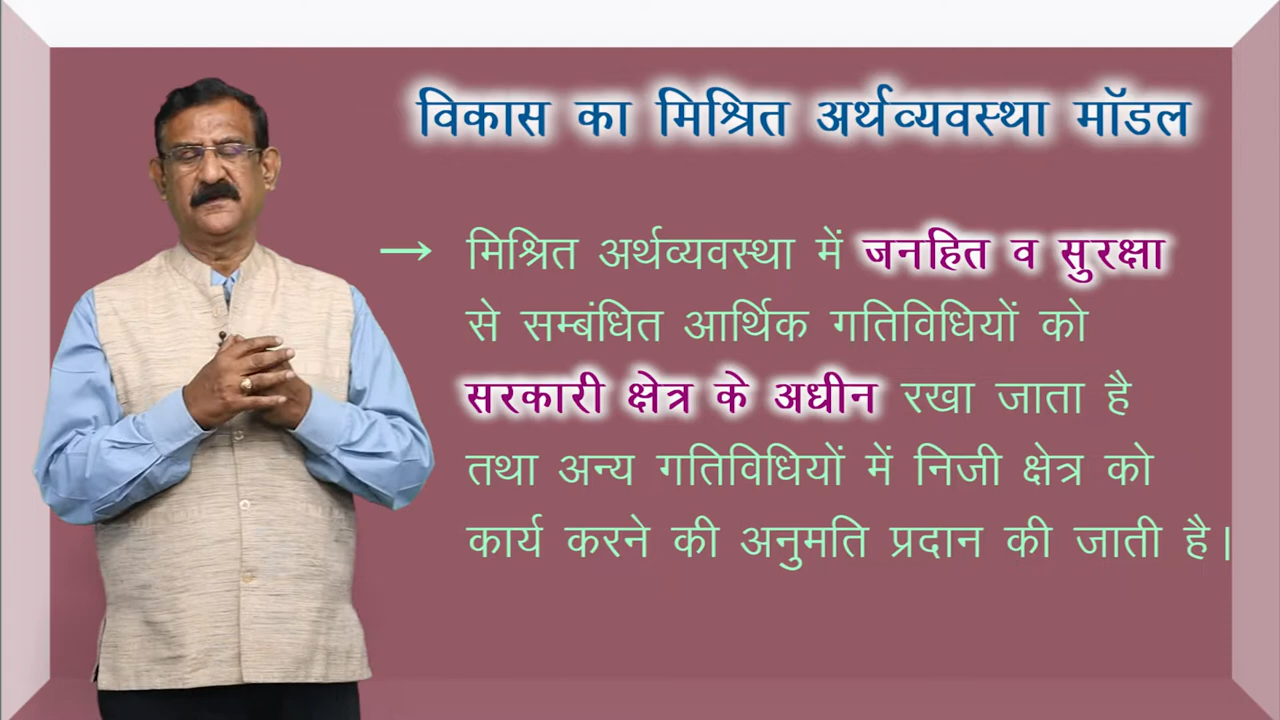 विकास का मिश्रित अर्थव्यवस्था मॉडल
→ मिश्रित अर्थव्यवस्था में जनहित व सुरक्षा
से सम्बंधित आर्थिक गतिविधियों को
सरकारी क्षेत्र के अधीन रखा जाता है
तथा अन्य गतिविधियों में निजी क्षेत्र को
कार्य करने की अनुमति प्रदान की जाती है।